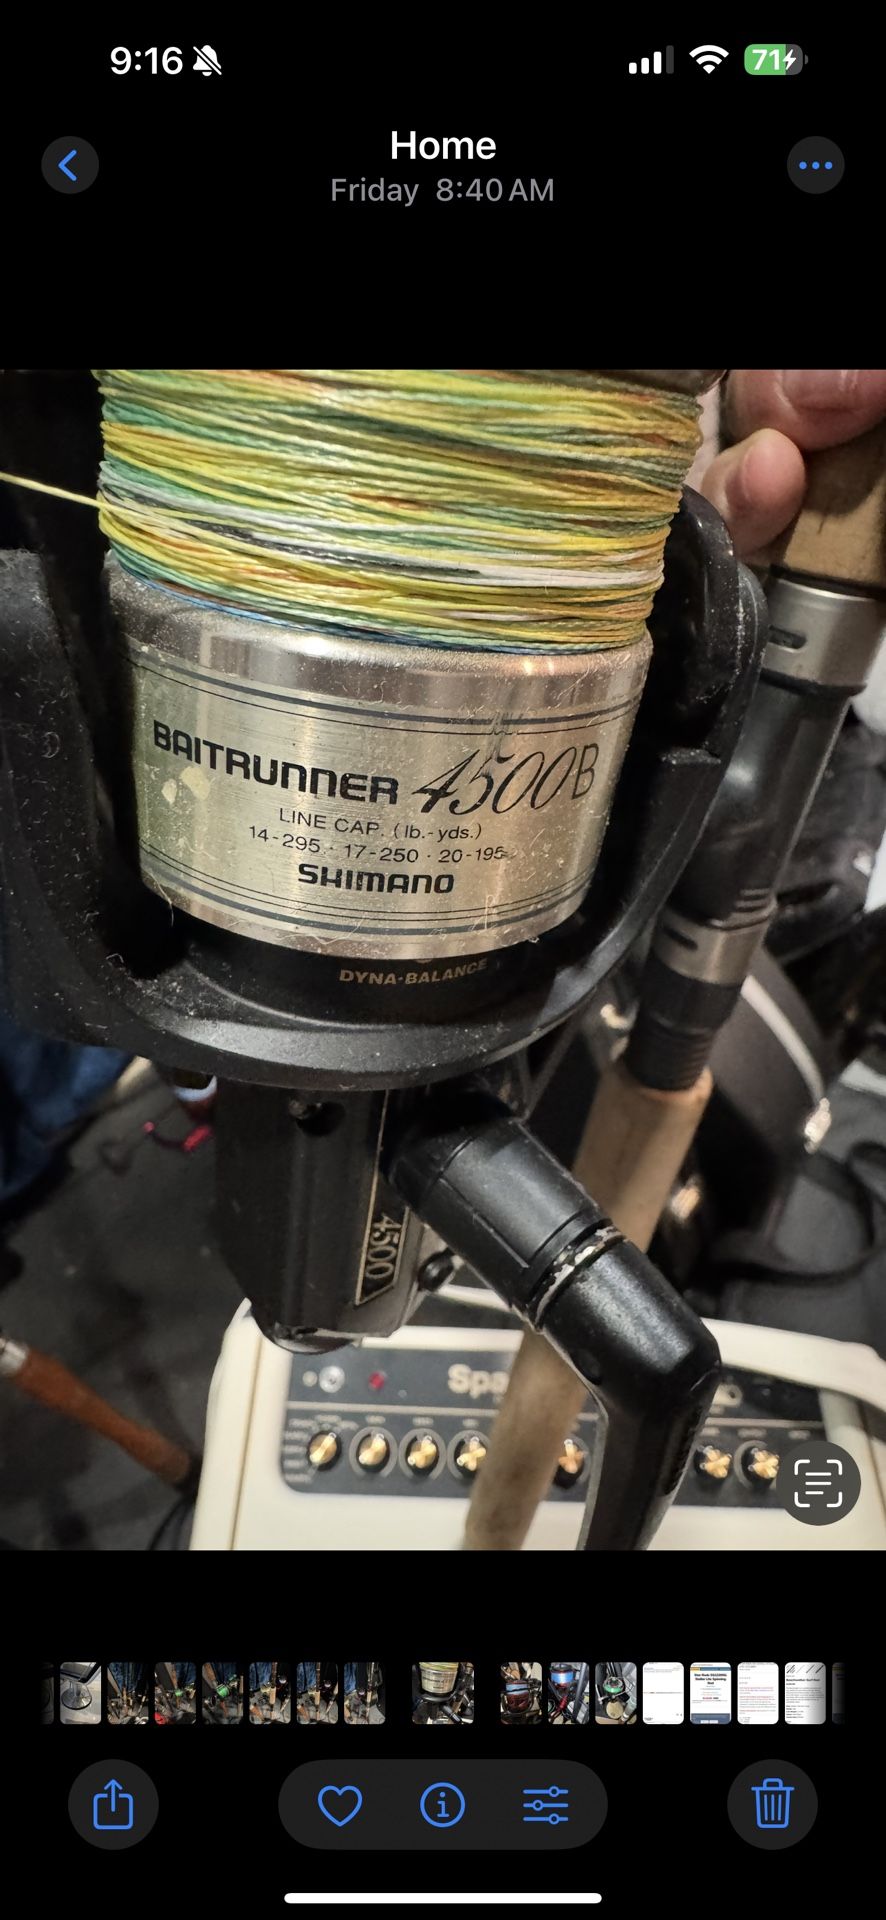 9:16
71
Home
Friday 8:40 AM
BAITRUNNER 4500B
LINE CAP. (lb.-yds.)
14-295 · 17-250 · 20-195
SHIMANO
DYNA-BALANCE
4500
Spa